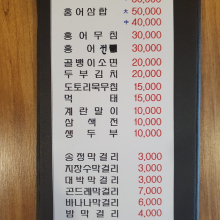 홍어삼합 大 50,000
中 40,000
홍어무침 30,000
홍어전 30,000
골뱅이소면 20,000
두부김치 20,000
도토리묵무침 15,000
먹태 15,000
계란말이 10,000
삼색전 10,000
생두부 10,000
송정막걸리 3,000
지장수막걸리 3,000
대박막걸리 3,000
곤드레막걸리 7,000
바나나막걸리 6,000
밤막걸리 4,000